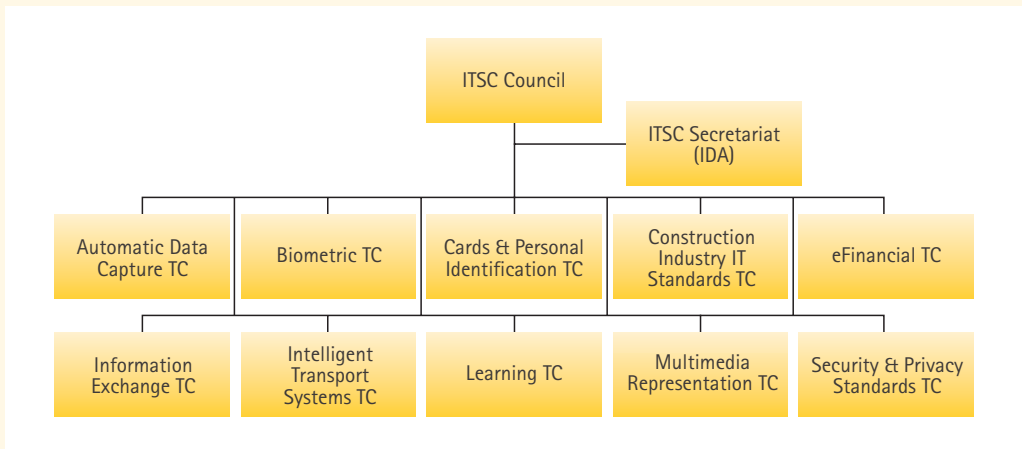 ITSC Council
ITSC Secretariat
(IDA)
Automatic Data
Capture TC
Biometric TC
Cards & Personal
Identification TC
Construction
Industry IT
Standards TC
eFinancial TC
Information
Exchange TC
Intelligent
Transport
Systems TC
Learning TC
Multimedia
Representation TC
Security & Privacy
Standards TC